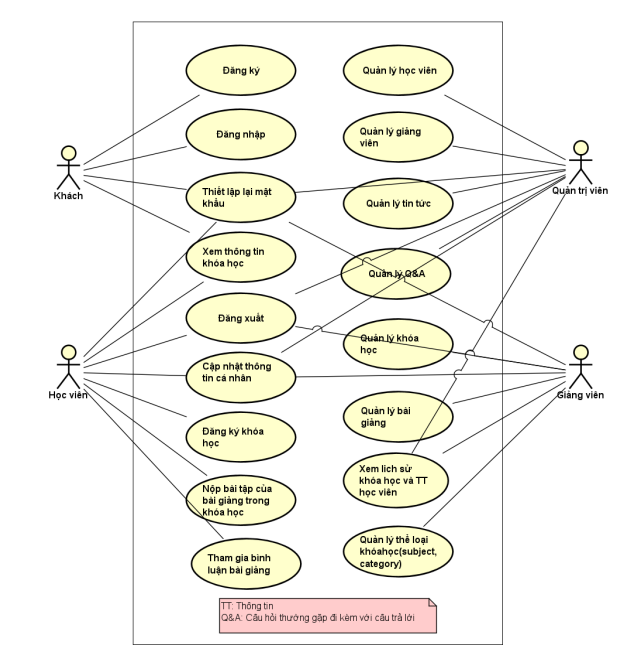 Đăng ký
Quản lý học viên
Đăng nhập
Quản lý giảng
viên
Khách
Thiết lập lại mật
khẩu
Quản lý tin tức
Quản trị viên
Xem thông tin
khóa học
Quản lý Q&A
Đăng xuất
Quản lý khóa
học
Học viên
Cập nhật thông
tin cá nhân
Giảng viên
Đăng ký khóa
học
Quản lý bài
giảng
Nộp bài tập của
bài giảng trong
khóa học
Xem lich sử
khóa học và TT
học viên
Tham gia bình
luận bài giảng
Quản lý thể loại
khóahọc(subject,
category)
TT: Thông tin
Q&A: Câu hỏi thường gặp đi kèm với câu trả lời